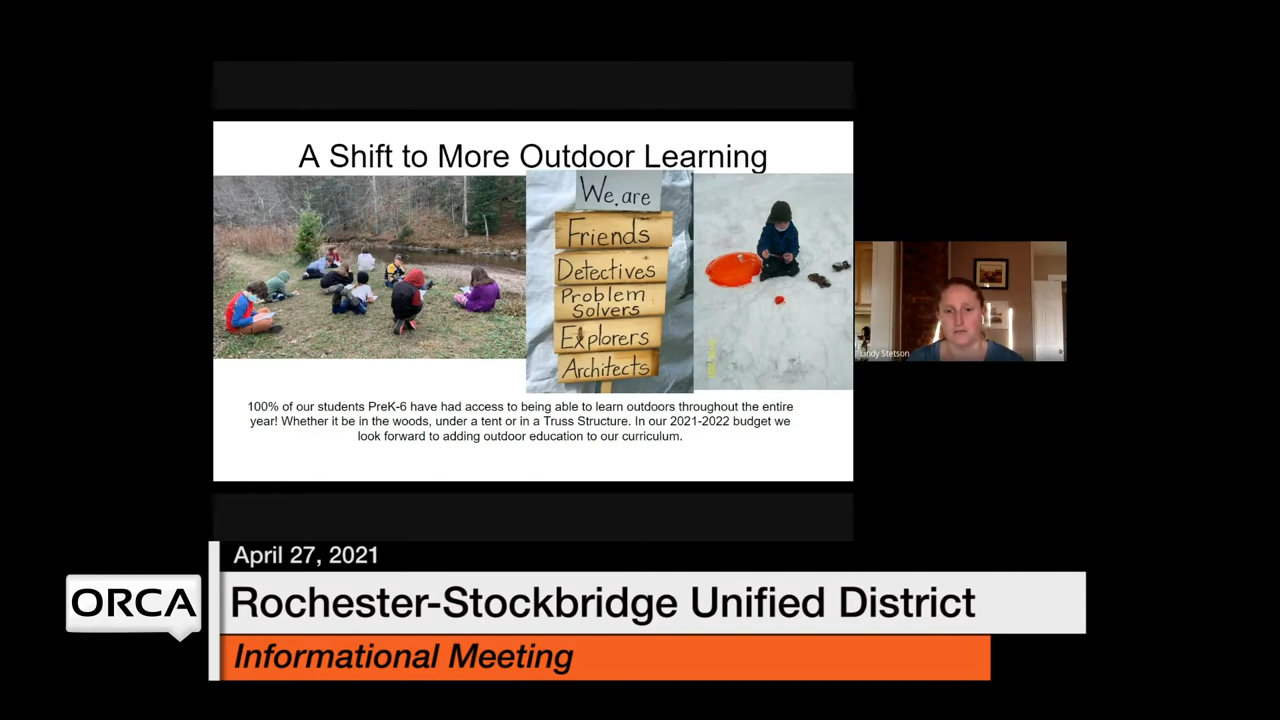 A Shift to More Outdoor Learning
We are
Friends
Detectives
Problem
Solvers
Explorers
Architects
100% of our students PreK-6 have had access to being able to learn outdoors throughout the entire
year! Whether it be in the woods, under a tent or in a Truss Structure. In our 2021-2022 budget we
look forward to adding outdoor education to our curriculum.
Stetson
April 27, 2021
ORCA
Rochester-Stockbridge Unified District
Informational Meeting